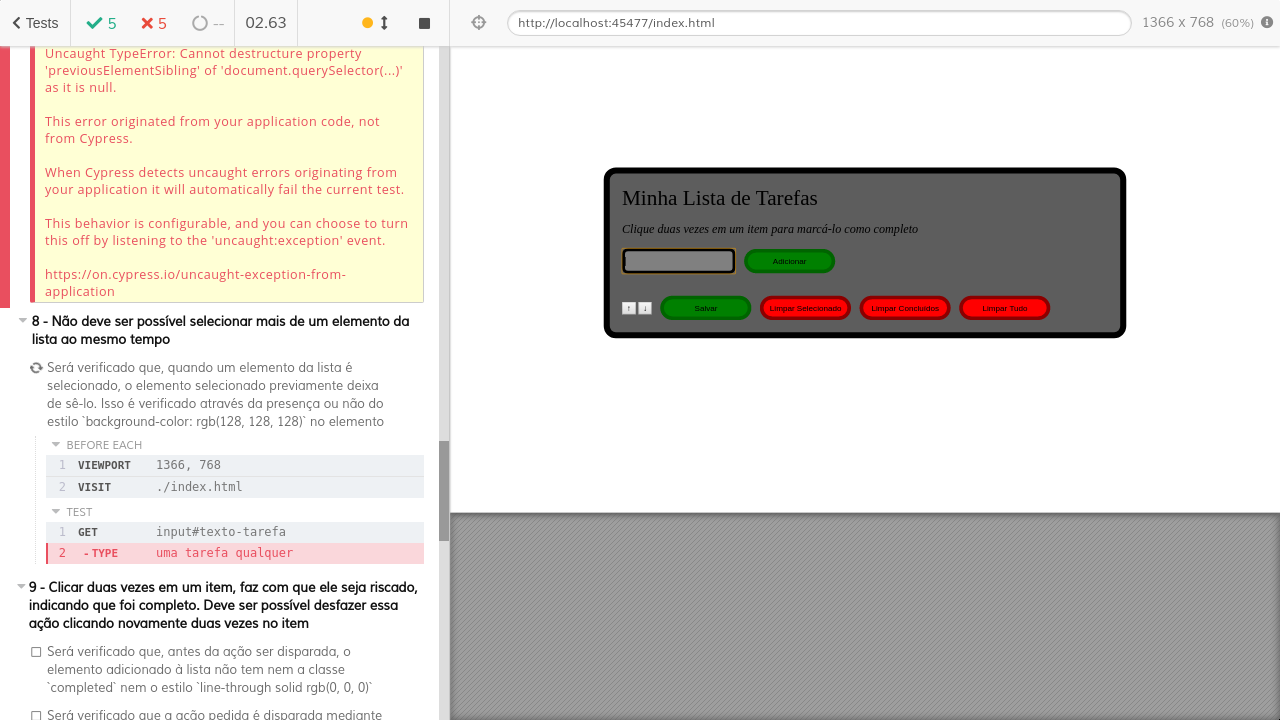 Tests
5
5
--
02.63
http://localhost:45477/index.html
1366 x 768 (60%)
Uncaught TypeError: Cannot destructure property
'previousElementSibling' of 'document.querySelector(...)'
as it is null.
This error originated from your application code, not
from Cypress.
When Cypress detects uncaught errors originating from
your application it will automatically fail the current test.
This behavior is configurable, and you can choose to turn
this off by listening to the 'uncaught:exception' event.
https://on.cypress.io/uncaught-exception-from-
application
8 - Não deve ser possível selecionar mais de um elemento da
lista ao mesmo tempo
Será verificado que, quando um elemento da lista é
selecionado, o elemento selecionado previamente deixa
de sê-lo. Isso é verificado através da presença ou não do
estilo `background-color: rgb(128, 128, 128)` no elemento
BEFORE EACH
1 VIEWPORT 1366, 768
2 VISIT ./index.html
TEST
1 GET input#texto-tarefa
2 - TYPE uma tarefa qualquer
9 - Clicar duas vezes em um item, faz com que ele seja riscado,
indicando que foi completo. Deve ser possível desfazer essa
ação clicando novamente duas vezes no item
Será verificado que, antes da ação ser disparada, o
elemento adicionado à lista não tem nem a classe
`completed` nem o estilo `line-through solid rgb(0, 0, 0)`
Será verificado que a ação pedida é disparada mediante
Minha Lista de Tarefas
Clique duas vezes em um item para marcá-lo como completo
Adicionar
↑ ↓ Salvar Limpar Selecionado Limpar Concluídos Limpar Tudo